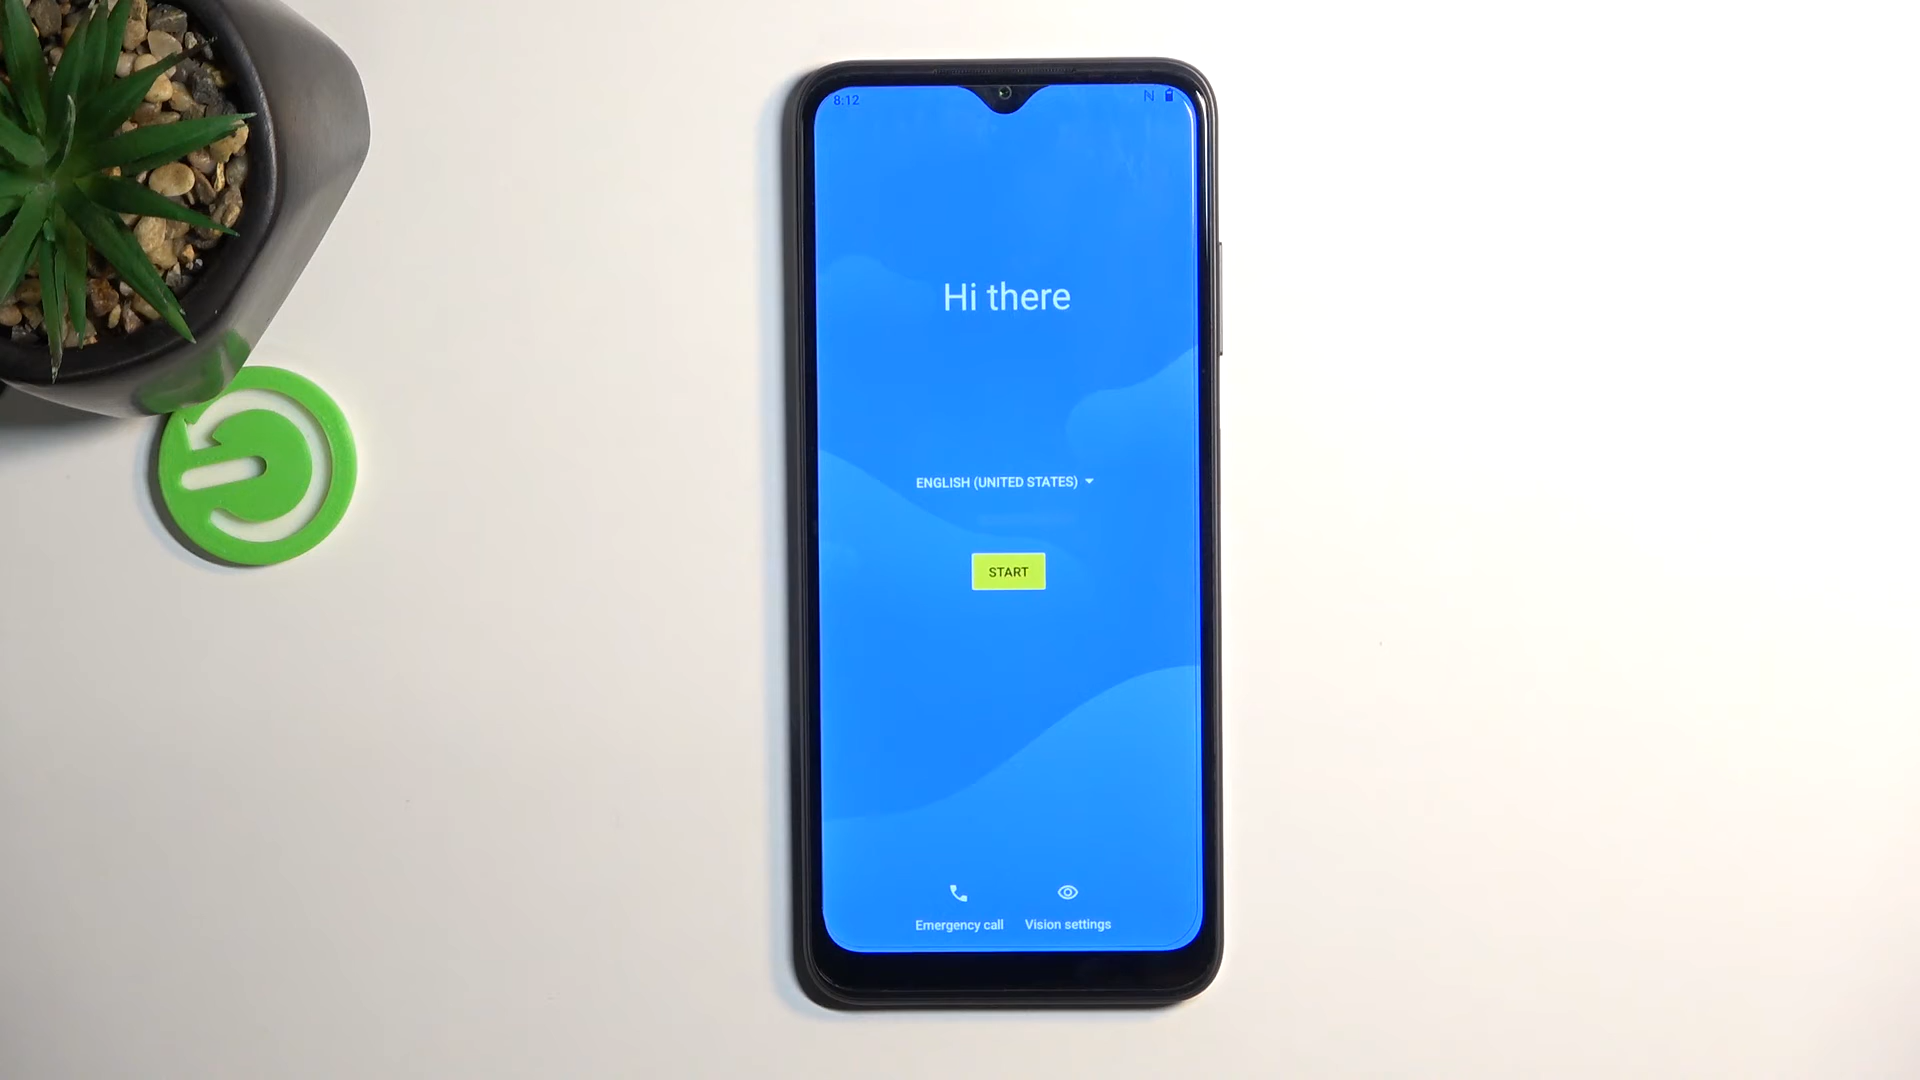 8:12
Hi there
ENGLISH (UNITED STATES)
START
Emergency call
Vision settings